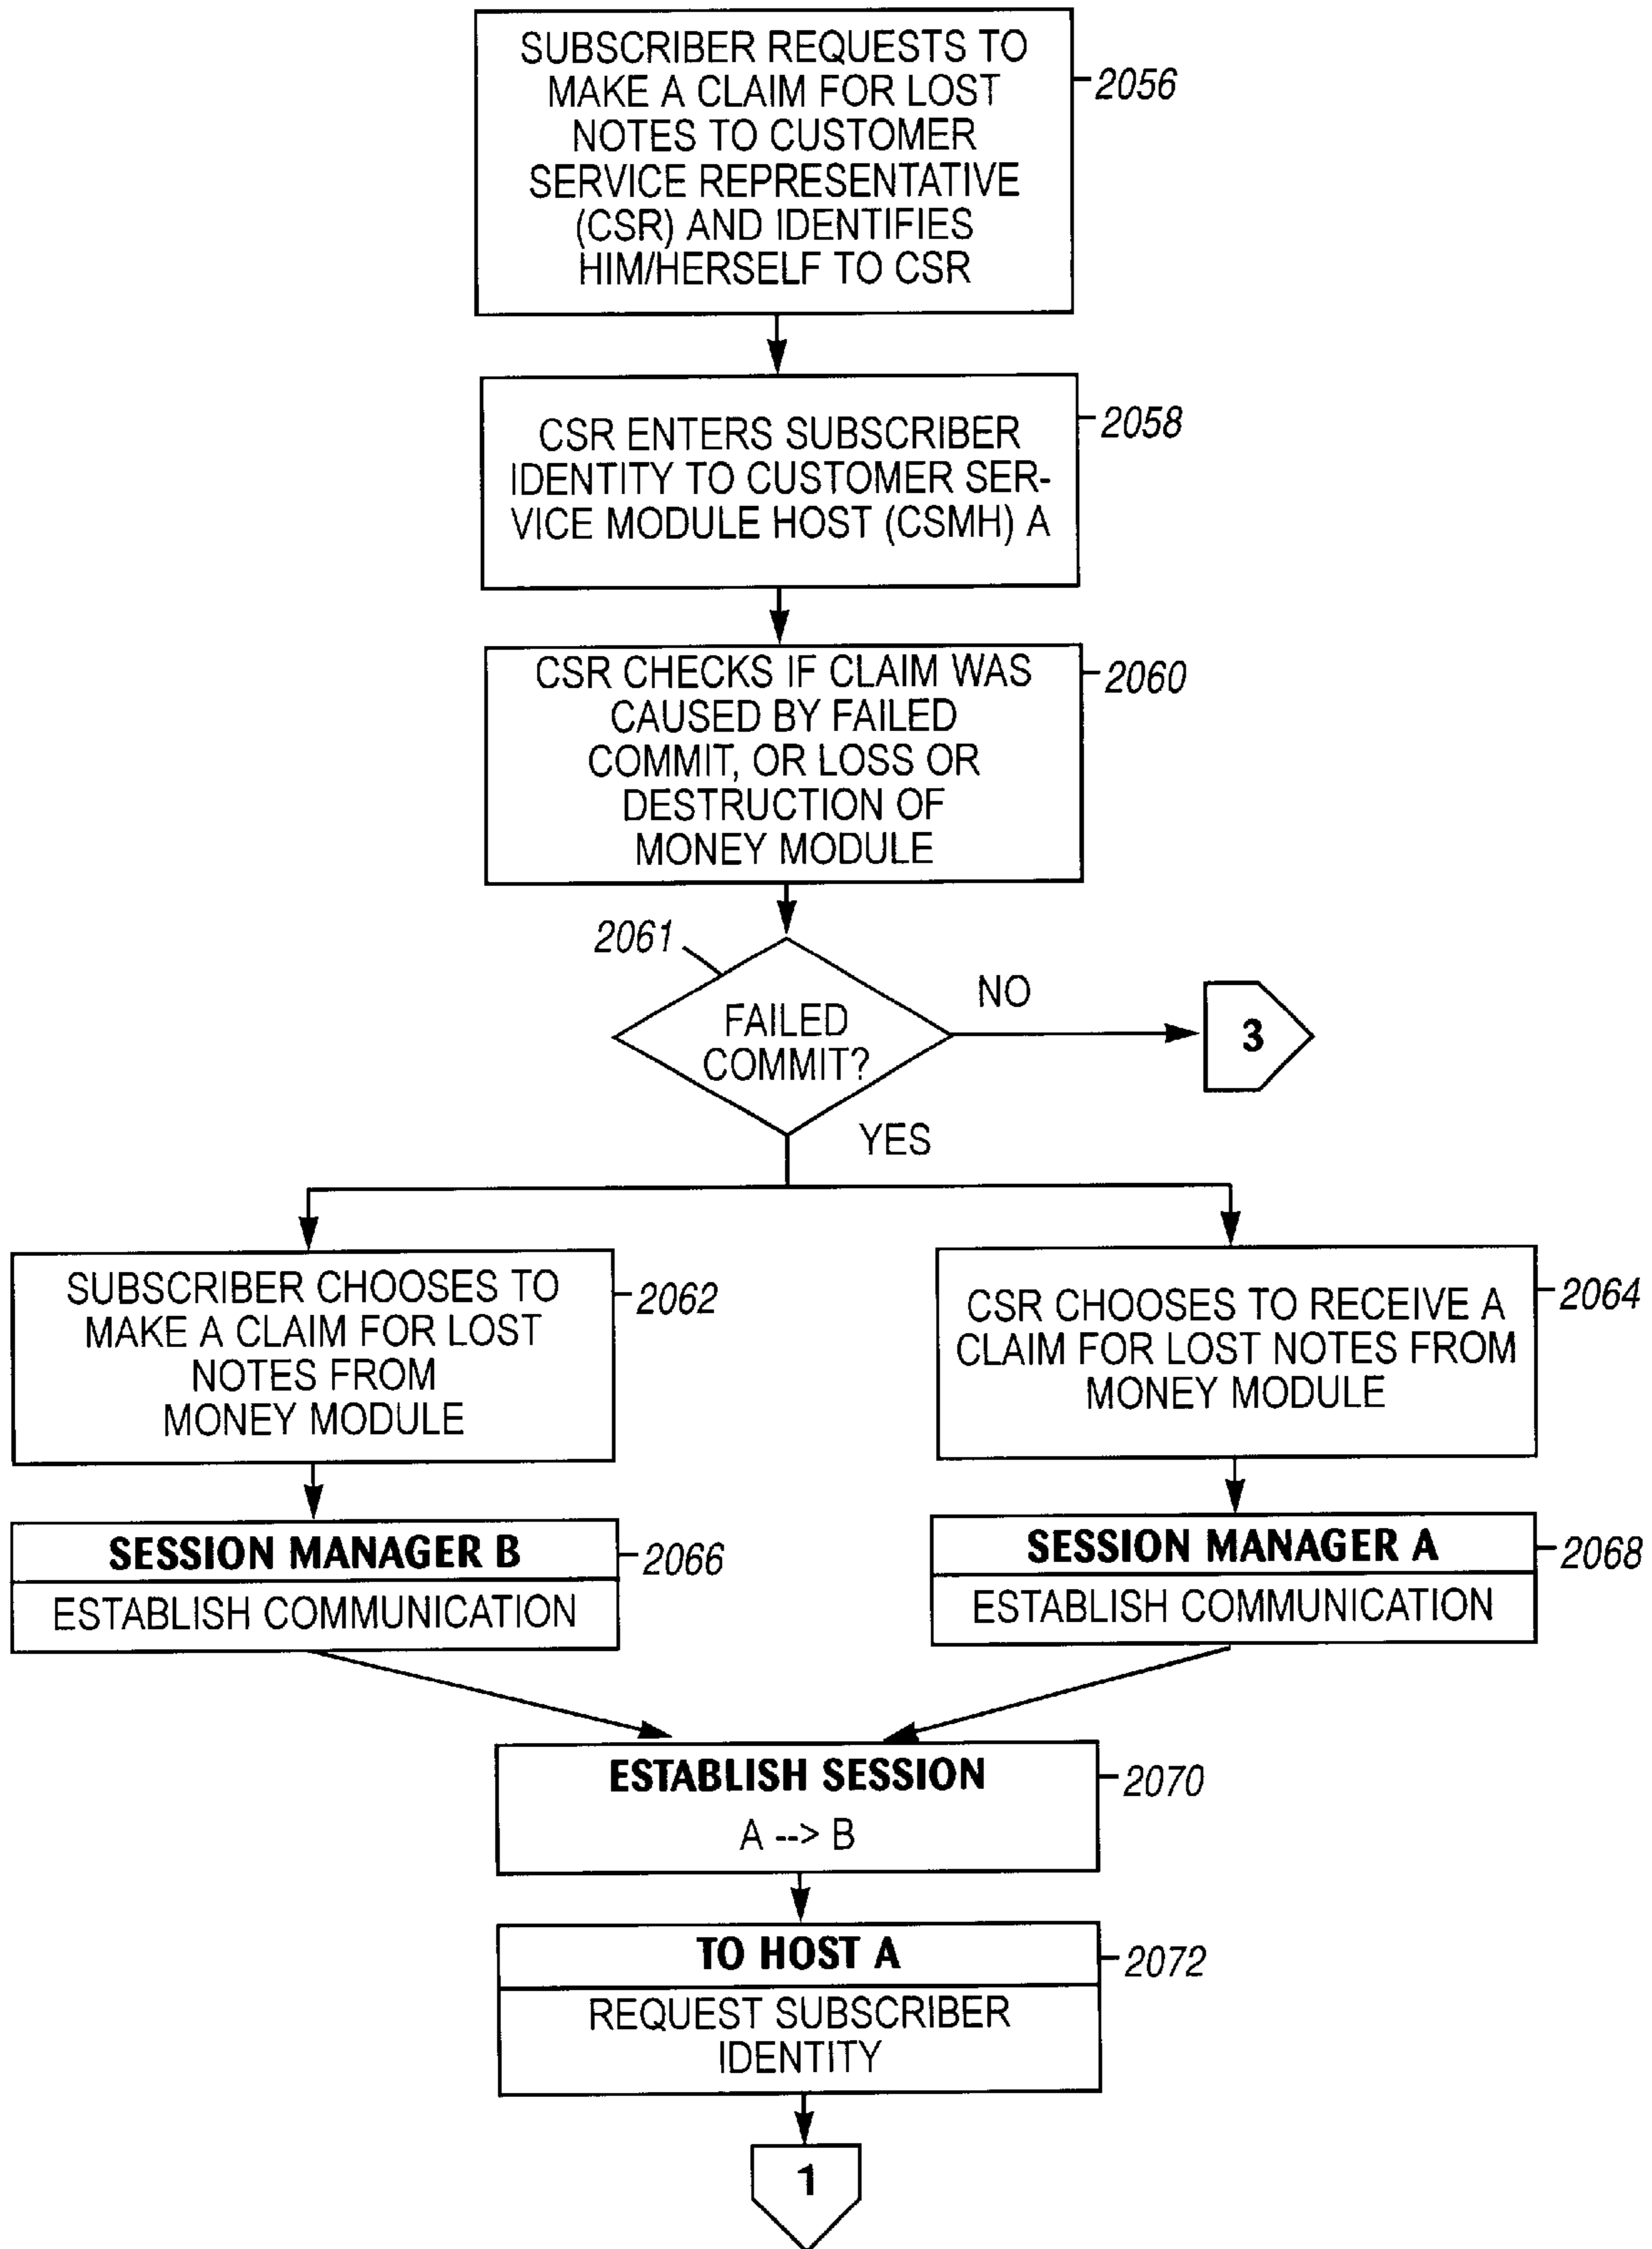 SUBSCRIBER REQUESTS TO
MAKE A CLAIM FOR LOST
NOTES TO CUSTOMER
SERVICE REPRESENTATIVE
(CSR) AND IDENTIFIES
HIM/HERSELF TO CSR
2056
CSR ENTERS SUBSCRIBER
IDENTITY TO CUSTOMER SER-
VICE MODULE HOST (CSMH) A
2058
CSR CHECKS IF CLAIM WAS
CAUSED BY FAILED
COMMIT, OR LOSS OR
DESTRUCTION OF
MONEY MODULE
2060
2061
FAILED
COMMIT?
NO
3
YES
SUBSCRIBER CHOOSES TO
MAKE A CLAIM FOR LOST
NOTES FROM
MONEY MODULE
2062
CSR CHOOSES TO RECEIVE A
CLAIM FOR LOST NOTES FROM
MONEY MODULE
2064
SESSION MANAGER B
2066
ESTABLISH COMMUNICATION
SESSION MANAGER A
2068
ESTABLISH COMMUNICATION
ESTABLISH SESSION
A --> B
2070
TO HOST A
2072
REQUEST SUBSCRIBER
IDENTITY
1